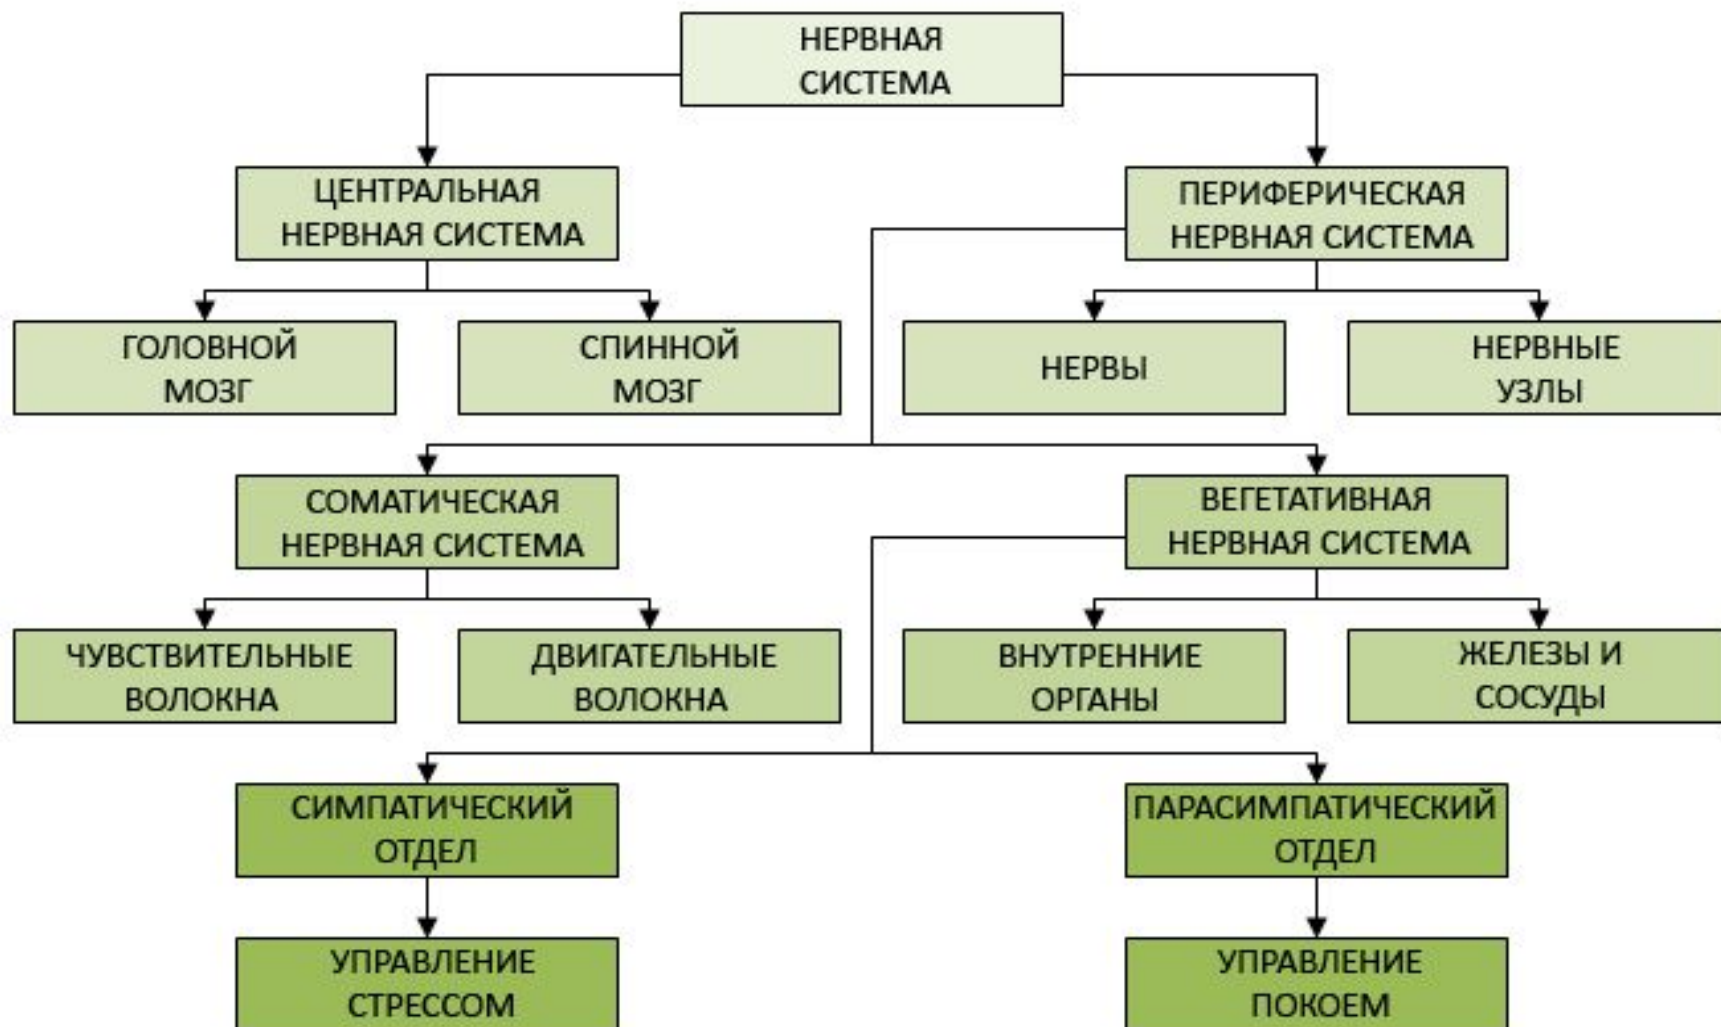 НЕРВНАЯ
СИСТЕМА
ЦЕНТРАЛЬНАЯ
НЕРВНАЯ СИСТЕМА
ПЕРИФЕРИЧЕСКАЯ
НЕРВНАЯ СИСТЕМА
ГОЛОВНОЙ
МОЗГ
СПИННОЙ
МОЗГ
НЕРВЫ
НЕРВНЫЕ
УЗЛЫ
СОМАТИЧЕСКАЯ
НЕРВНАЯ СИСТЕМА
ВЕГЕТАТИВНАЯ
НЕРВНАЯ СИСТЕМА
ЧУВСТВИТЕЛЬНЫЕ
ВОЛОКНА
ДВИГАТЕЛЬНЫЕ
ВОЛОКНА
ВНУТРЕННИЕ
ОРГАНЫ
ЖЕЛЕЗЫ И
СОСУДЫ
СИМПАТИЧЕСКИЙ
ОТДЕЛ
ПАРАСИМПАТИЧЕСКИЙ
ОТДЕЛ
УПРАВЛЕНИЕ
СТРЕССОМ
УПРАВЛЕНИЕ
ПОКОЕМ